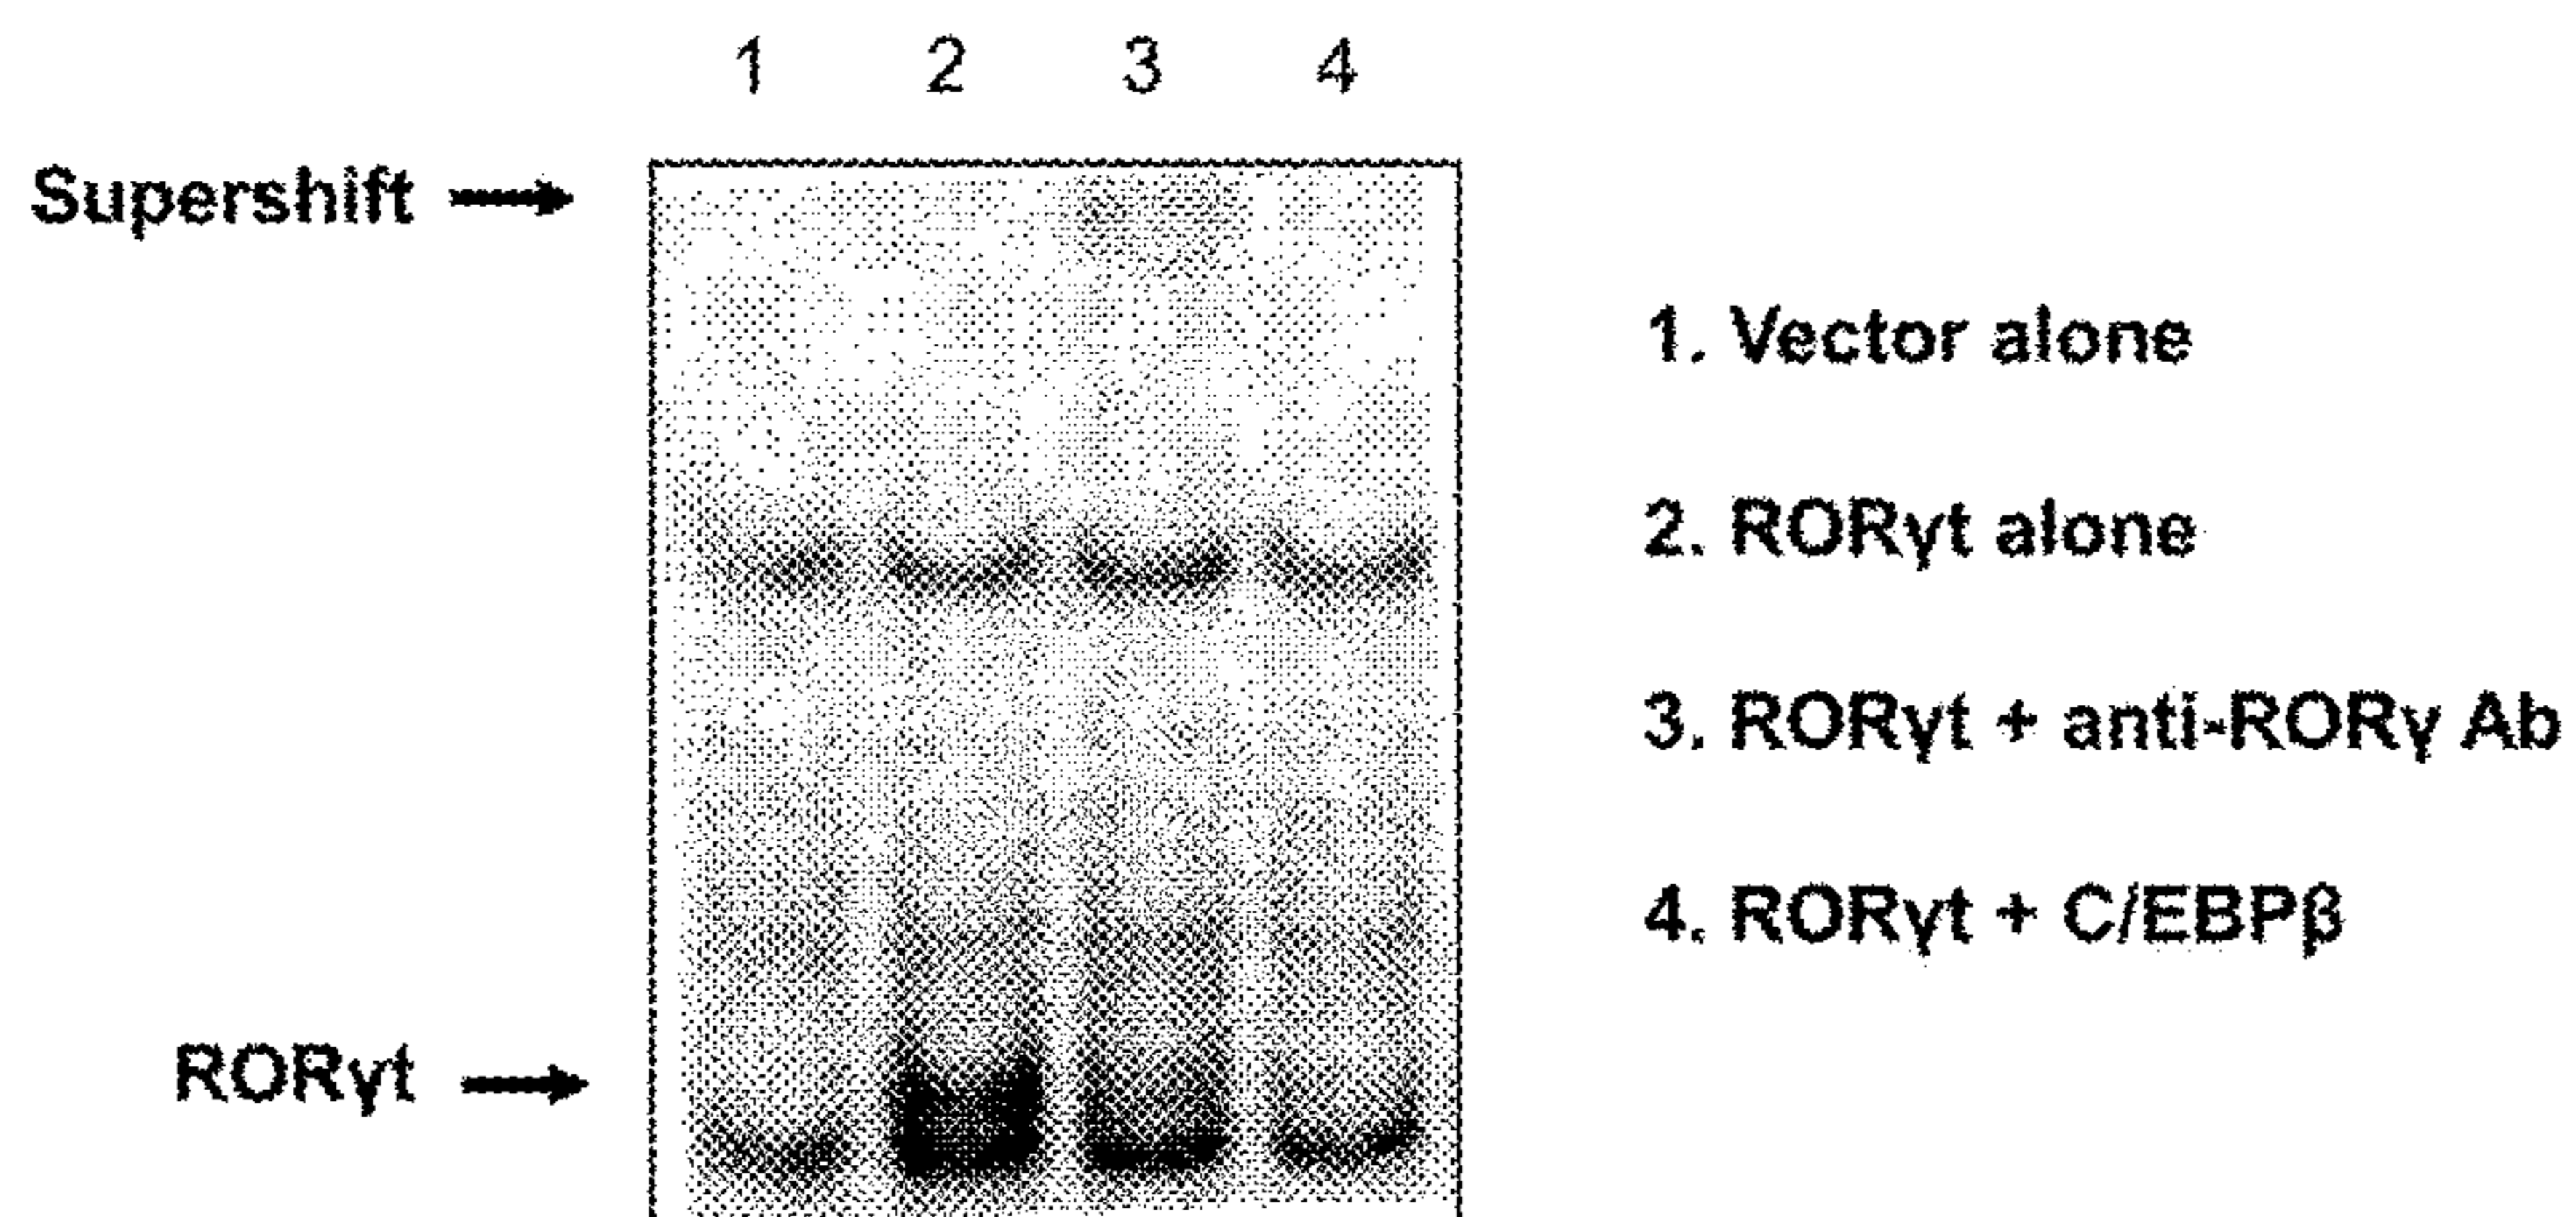 1 2 3 4
Supershift
1. Vector alone
2. RORγt alone
3. RORγt + anti-RORγ Ab
4. RORγt + C/EBPβ
RORγt